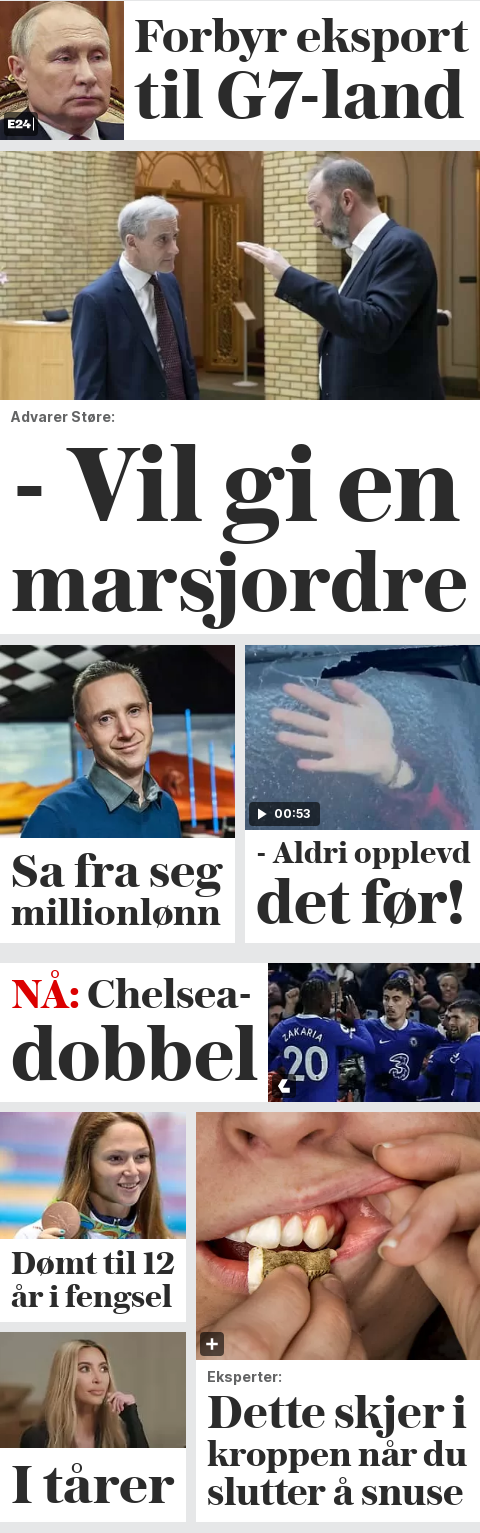 E24
Forbyr eksport
til G7-land
Advarer Støre:
- Vil gi en
marsjordre
Sa fra seg
millionlønn
00:53
- Aldri opplevd
det før!
NÅ: Chelsea-
dobbel
ZAKARIA
20
3
Dømt til 12
år i fengsel
I tårer
Eksperter:
Dette skjer i
kroppen når du
slutter å snuse